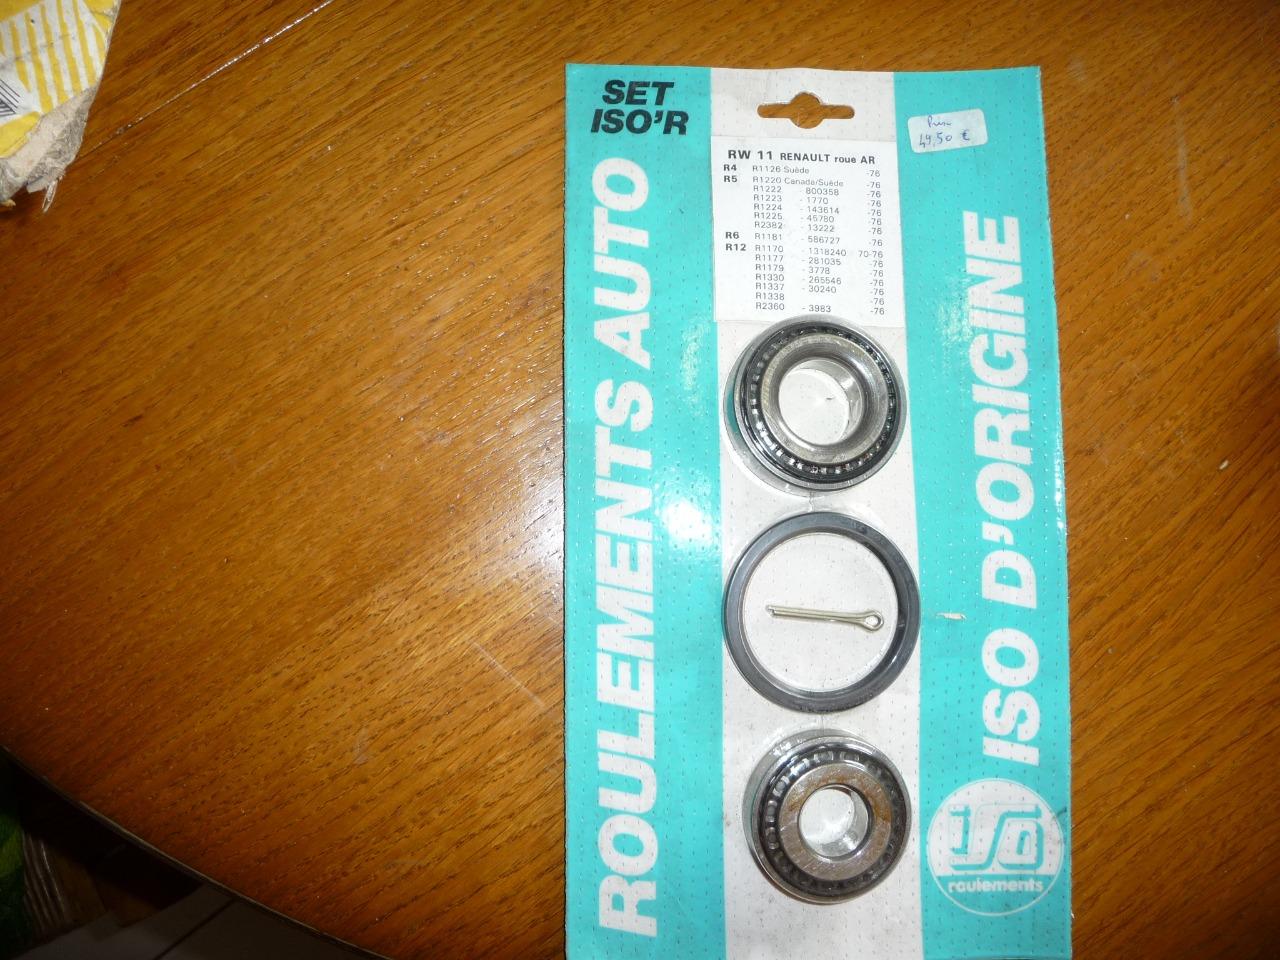 SET
ISO'R
Prix
49,50 €
RW 11 RENAULT roue AR
R4 R1126 Suède -76
R5 R1220 Canada/Suède -76
R1222 - 800358 -76
R1223 - 1770 -76
R1224 - 143614 -76
R1225 - 45780 -76
R2382 - 13222 -76
R6 R1181 - 586727 -76
R12 R1170 - 1318240 70-76
R1177 - 281035 -76
R1179 - 3778 -76
R1330 - 265546 -76
R1337 - 30240 -76
R1338 -76
R2360 - 3983 -76
ROULEMENTS AUTO
ISO D'ORIGINE
iso
roulements